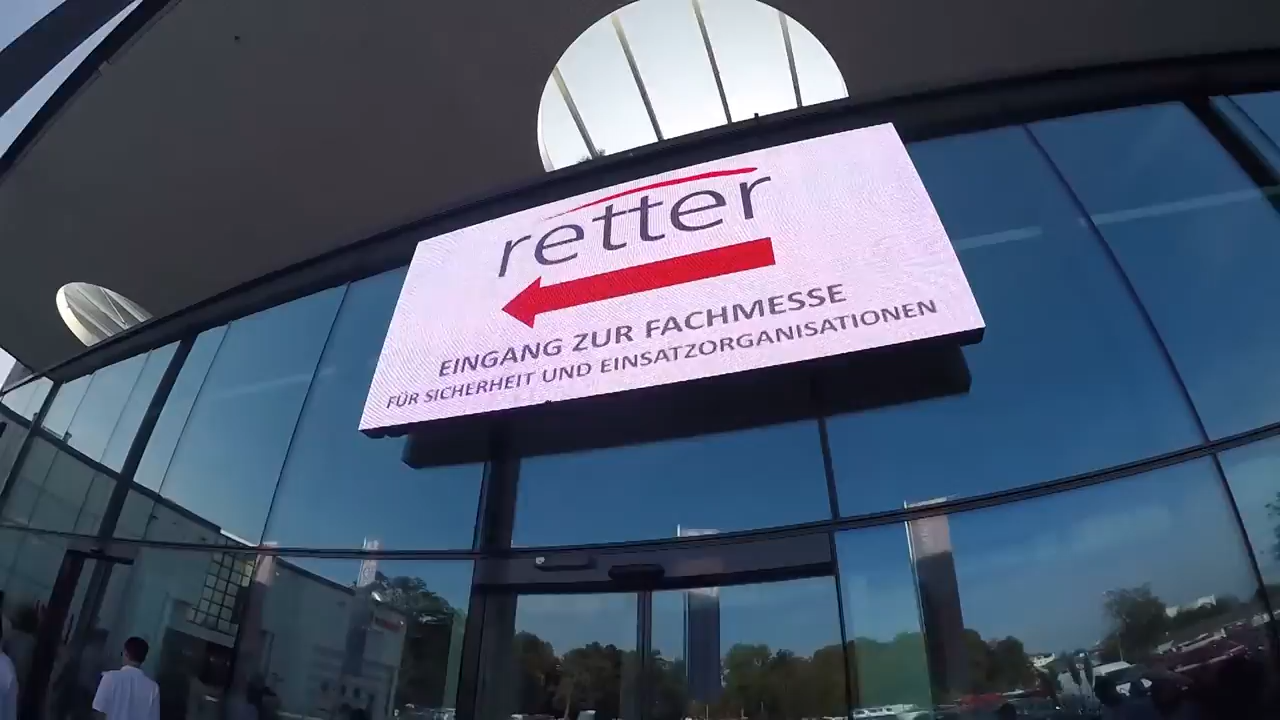 retter
EINGANG ZUR FACHMESSE
FÜR SICHERHEIT UND EINSATZORGANISATIONEN